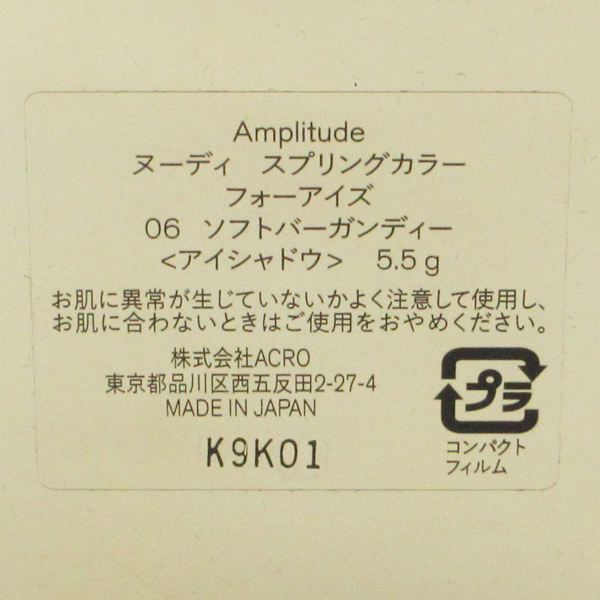 Amplitude
ヌーディ　スプリングカラー
フォーアイズ
06　ソフトバーガンディー
<アイシャドウ>　5.5 g
お肌に異常が生じていないかよく注意して使用し、
お肌に合わないときはご使用をおやめください。
株式会社ACRO
東京都品川区西五反田2-27-4
MADE IN JAPAN
K9K01
プラ
コンパクト
フィルム